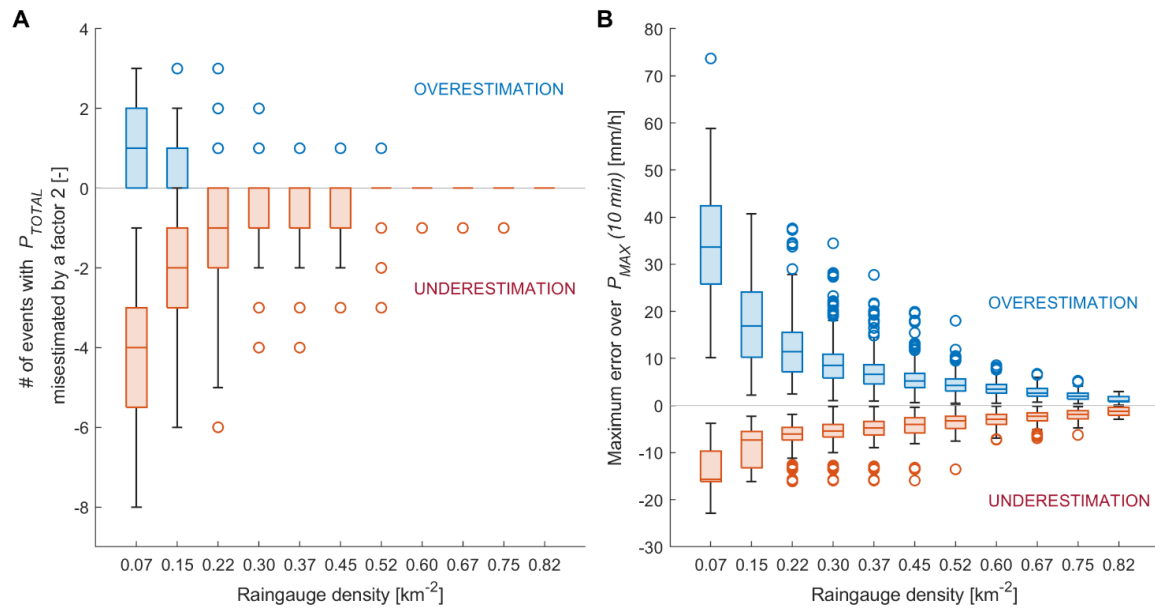 A
# of events with P_TOTAL
misestimated by a factor 2 [-]
4
2
0
-2
-4
-6
-8
OVERESTIMATION
UNDERESTIMATION
0.07 0.15 0.22 0.30 0.37 0.45 0.52 0.60 0.67 0.75 0.82
Raingauge density [km⁻²]
B
Maximum error over P_MAX (10 min) [mm/h]
80
70
60
50
40
30
20
10
0
-10
-20
-30
OVERESTIMATION
UNDERESTIMATION
0.07 0.15 0.22 0.30 0.37 0.45 0.52 0.60 0.67 0.75 0.82
Raingauge density [km⁻²]